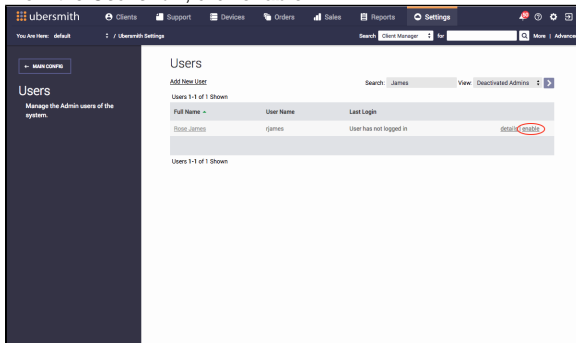 ubersmith Clients Support Devices Orders Sales Reports Settings
You Are Here: default / Ubersmith Settings Search Client Manager for More | Advanced
← MAIN CONFIG
Users
Manage the Admin users of the
system.
Users
Add New User Search: James View: Deactivated Admins
Users 1-1 of 1 Shown
Full Name User Name Last Login
Rose James rjames User has not logged in details | enable
Users 1-1 of 1 Shown